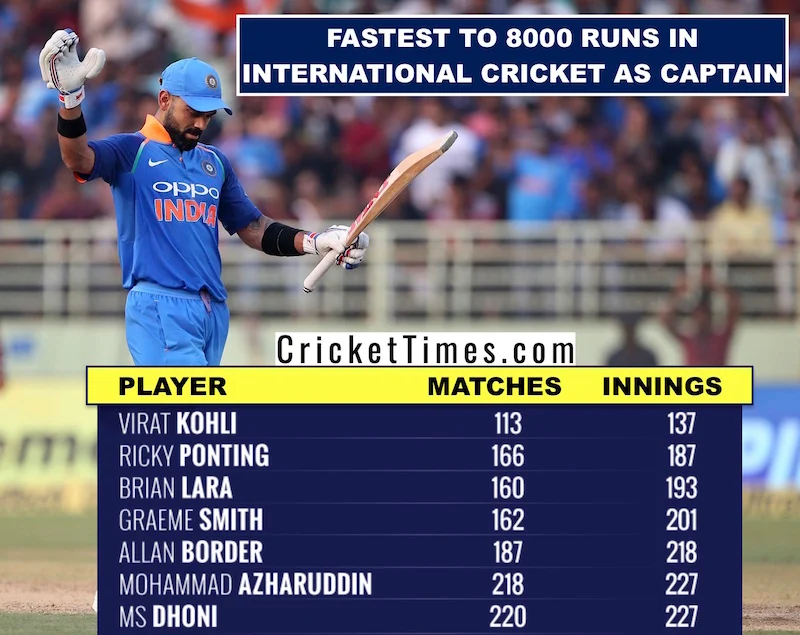 FASTEST TO 8000 RUNS IN
INTERNATIONAL CRICKET AS CAPTAIN
oppo
INDIA
CricketTimes.com
PLAYER MATCHES INNINGS
VIRAT KOHLI 113 137
RICKY PONTING 166 187
BRIAN LARA 160 193
GRAEME SMITH 162 201
ALLAN BORDER 187 218
MOHAMMAD AZHARUDDIN 218 227
MS DHONI 220 227